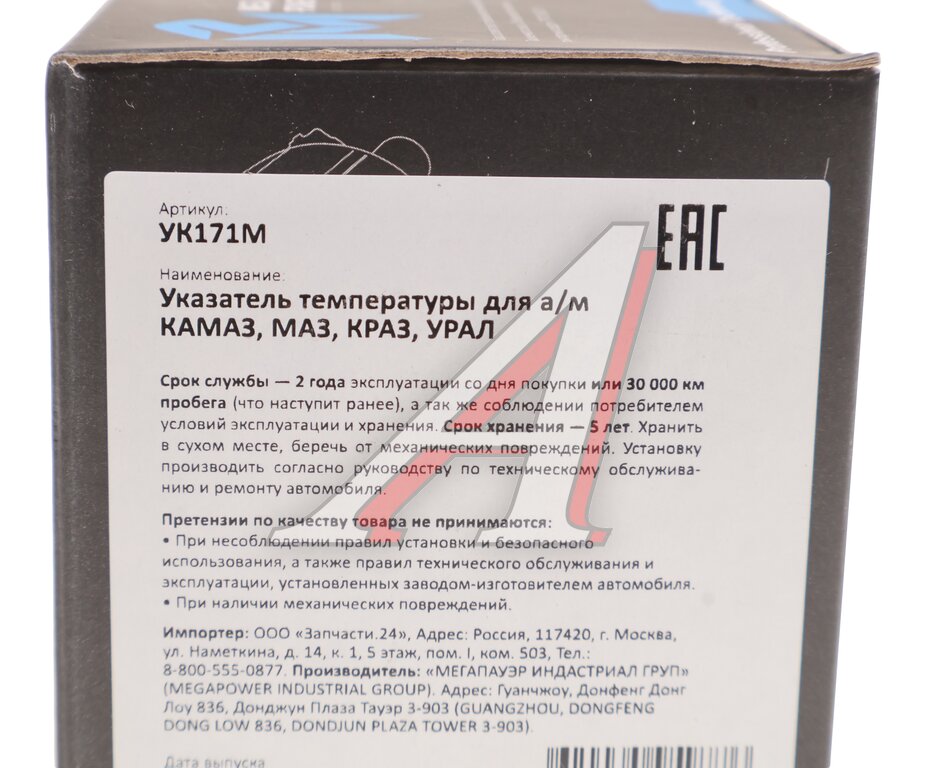 Артикул:
УК171М
ЕАС
Наименование:
Указатель температуры для а/м
КАМАЗ, МАЗ, КРАЗ, УРАЛ
Срок службы — 2 года эксплуатации со дня покупки или 30 000 км
пробега (что наступит ранее), а так же соблюдении потребителем
условий эксплуатации и хранения. Срок хранения — 5 лет. Хранить
в сухом месте, беречь от механических повреждений. Установку
производить согласно руководству по техническому обслужива-
нию и ремонту автомобиля.
Претензии по качеству товара не принимаются:
• При несоблюдении правил установки и безопасного
использования, а также правил технического обслуживания и
эксплуатации, установленных заводом-изготовителем автомобиля.
• При наличии механических повреждений.
Импортер: ООО «Запчасти.24», Адрес: Россия, 117420, г. Москва,
ул. Наметкина, д. 14, к. 1, 5 этаж, пом. I, ком. 503, Тел.:
8-800-555-0877. Производитель: «МЕГАПАУЭР ИНДАСТРИАЛ ГРУП»
(MEGAPOWER INDUSTRIAL GROUP). Адрес: Гуанчжоу, Донфенг Донг
Лоу 836, Донджун Плаза Тауэр 3-903 (GUANGZHOU, DONGFENG
DONG LOW 836, DONDJUN PLAZA TOWER 3-903).
Дата выпуска